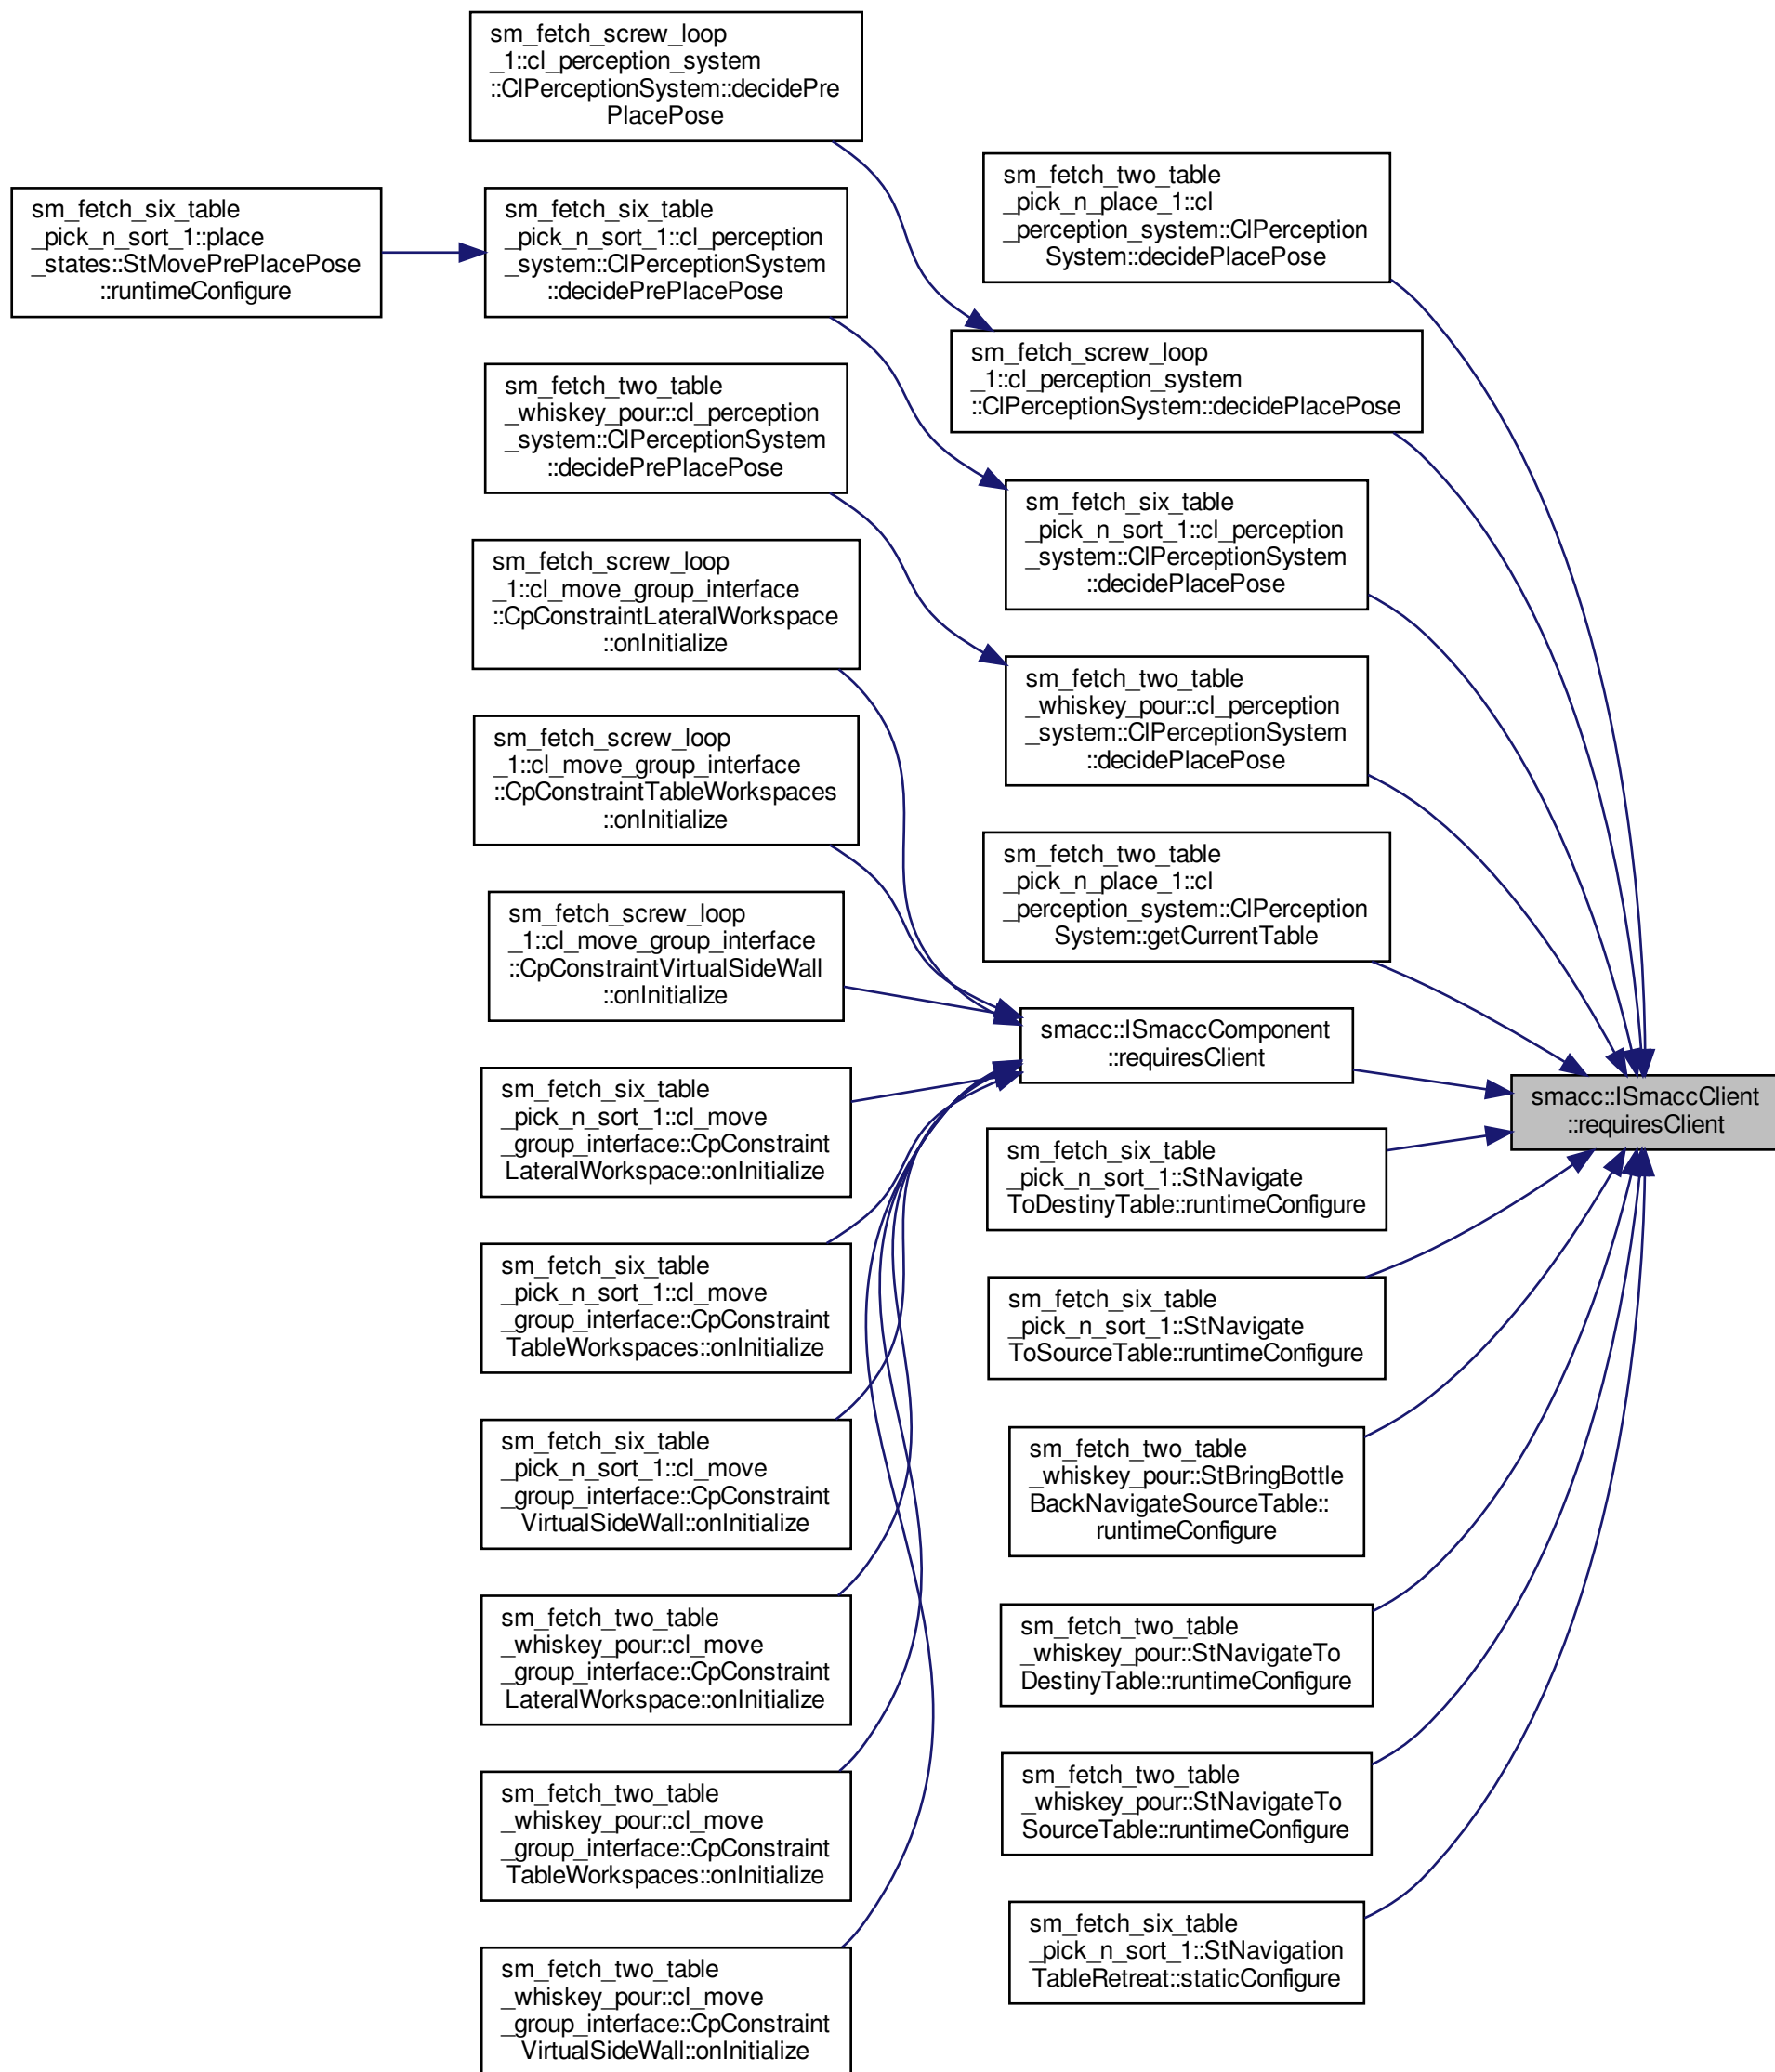 sm_fetch_screw_loop
_1::cl_perception_system
::ClPerceptionSystem::decidePre
PlacePose
sm_fetch_six_table
_pick_n_sort_1::place
_states::StMovePrePlacePose
::runtimeConfigure
sm_fetch_six_table
_pick_n_sort_1::cl_perception
_system::ClPerceptionSystem
::decidePrePlacePose
sm_fetch_two_table
_whiskey_pour::cl_perception
_system::ClPerceptionSystem
::decidePrePlacePose
sm_fetch_screw_loop
_1::cl_move_group_interface
::CpConstraintLateralWorkspace
::onInitialize
sm_fetch_screw_loop
_1::cl_move_group_interface
::CpConstraintTableWorkspaces
::onInitialize
sm_fetch_screw_loop
_1::cl_move_group_interface
::CpConstraintVirtualSideWall
::onInitialize
sm_fetch_six_table
_pick_n_sort_1::cl_move
_group_interface::CpConstraint
LateralWorkspace::onInitialize
sm_fetch_six_table
_pick_n_sort_1::cl_move
_group_interface::CpConstraint
TableWorkspaces::onInitialize
sm_fetch_six_table
_pick_n_sort_1::cl_move
_group_interface::CpConstraint
VirtualSideWall::onInitialize
sm_fetch_two_table
_whiskey_pour::cl_move
_group_interface::CpConstraint
LateralWorkspace::onInitialize
sm_fetch_two_table
_whiskey_pour::cl_move
_group_interface::CpConstraint
TableWorkspaces::onInitialize
sm_fetch_two_table
_whiskey_pour::cl_move
_group_interface::CpConstraint
VirtualSideWall::onInitialize
sm_fetch_two_table
_pick_n_place_1::cl
_perception_system::ClPerception
System::decidePlacePose
sm_fetch_screw_loop
_1::cl_perception_system
::ClPerceptionSystem::decidePlacePose
sm_fetch_six_table
_pick_n_sort_1::cl_perception
_system::ClPerceptionSystem
::decidePlacePose
sm_fetch_two_table
_whiskey_pour::cl_perception
_system::ClPerceptionSystem
::decidePlacePose
sm_fetch_two_table
_pick_n_place_1::cl
_perception_system::ClPerception
System::getCurrentTable
smacc::ISmaccComponent
::requiresClient
sm_fetch_six_table
_pick_n_sort_1::StNavigate
ToDestinyTable::runtimeConfigure
sm_fetch_six_table
_pick_n_sort_1::StNavigate
ToSourceTable::runtimeConfigure
sm_fetch_two_table
_whiskey_pour::StBringBottle
BackNavigateSourceTable::
runtimeConfigure
sm_fetch_two_table
_whiskey_pour::StNavigateTo
DestinyTable::runtimeConfigure
sm_fetch_two_table
_whiskey_pour::StNavigateTo
SourceTable::runtimeConfigure
sm_fetch_six_table
_pick_n_sort_1::StNavigation
TableRetreat::staticConfigure
smacc::ISmaccClient
::requiresClient